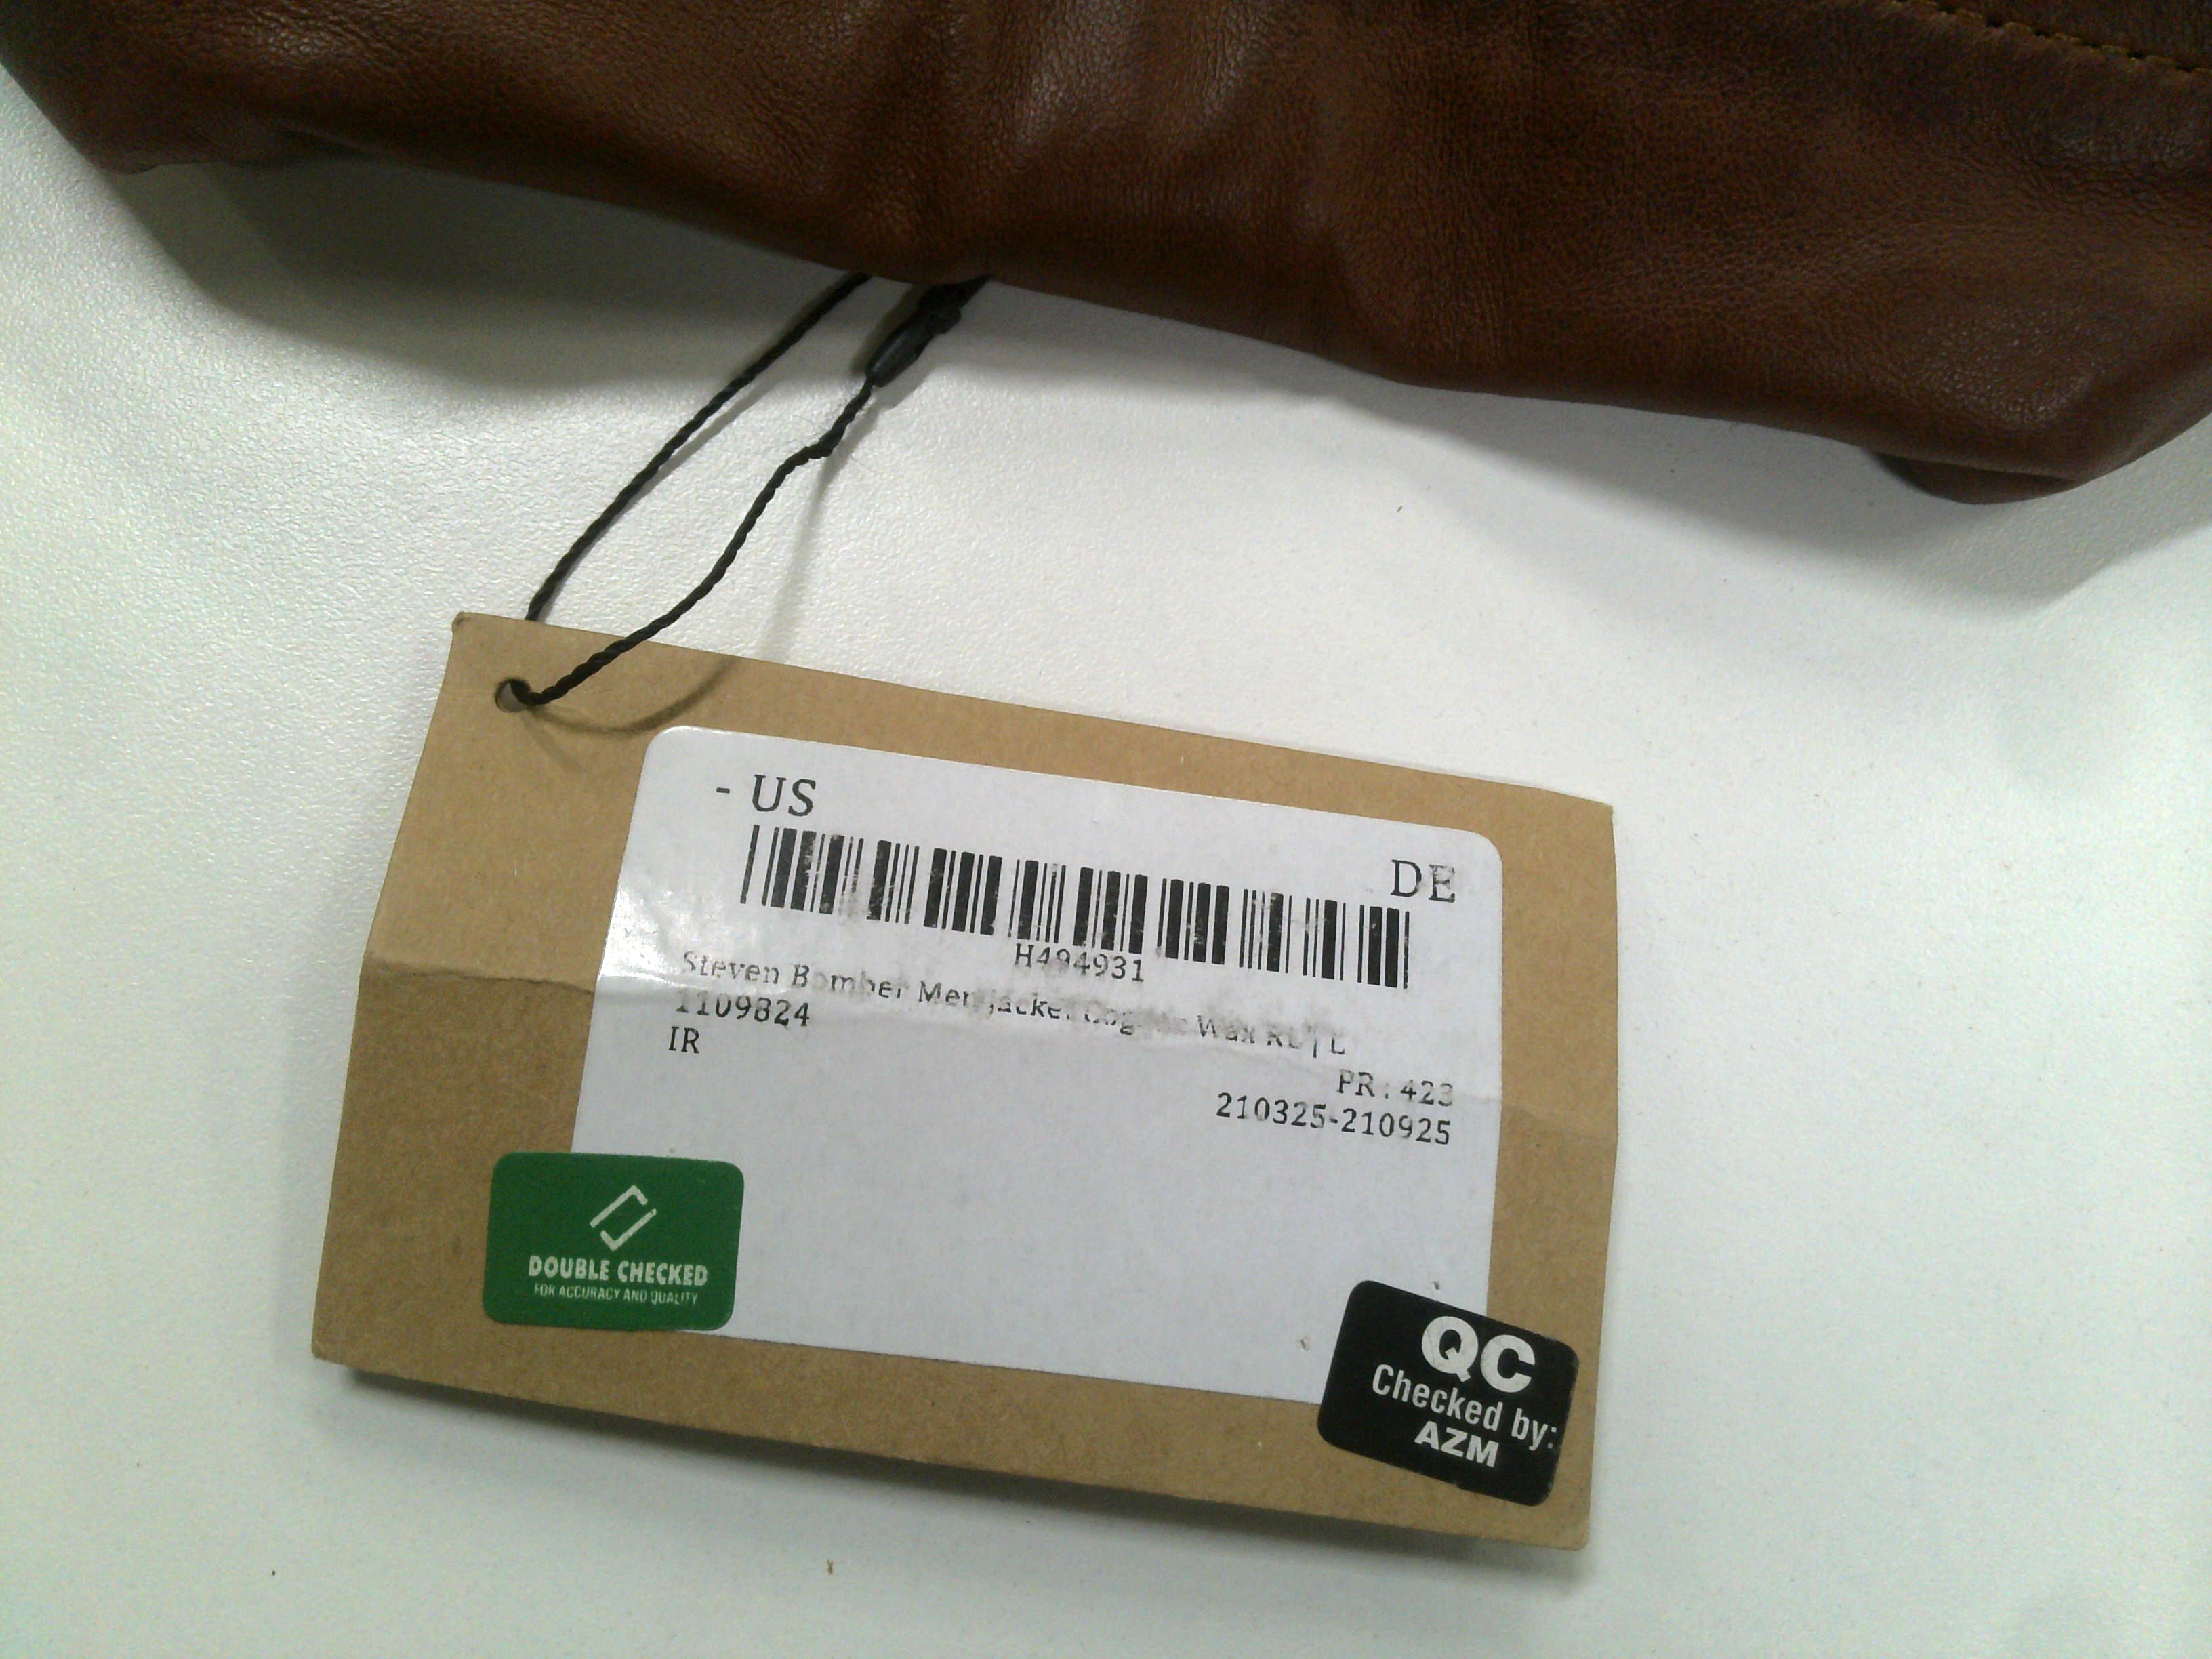 - US
DE
H494931
Steven Bomber Men Jacket Wax
1109824
IR
PR: 423
210325-210925
DOUBLE CHECKED
FOR ACCURACY AND QUALITY
QC
Checked by:
AZM